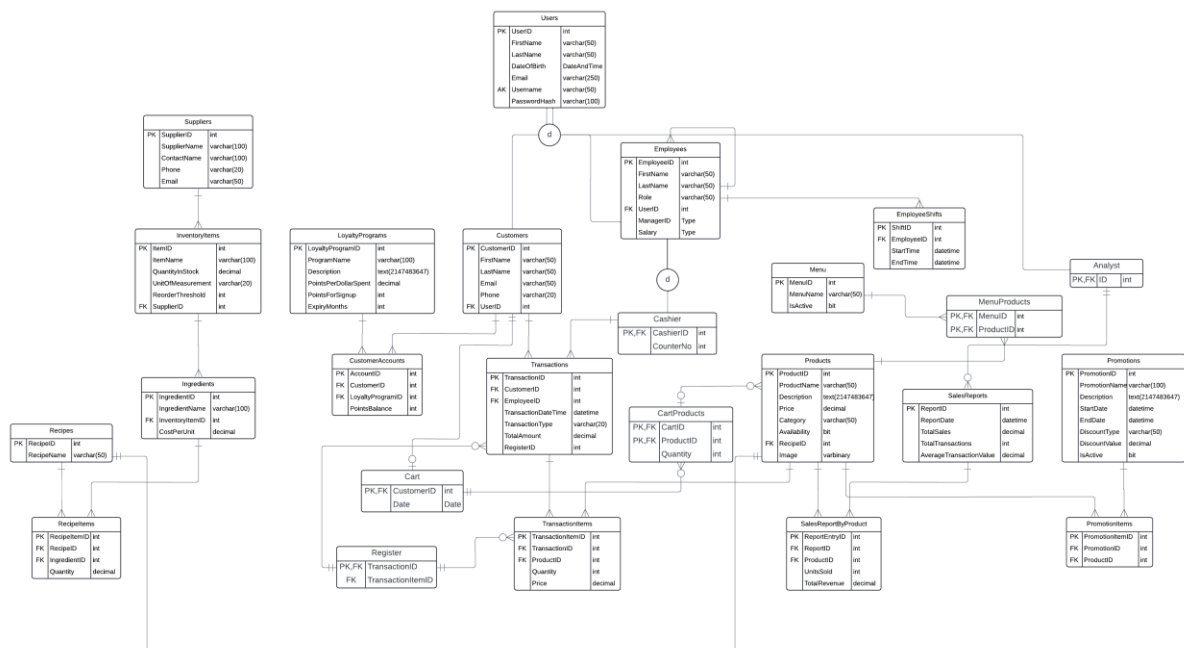 Users
PK UserID int
FirstName varchar(50)
LastName varchar(50)
DateOfBirth DateAndTime
Email varchar(250)
AK Username varchar(50)
PasswordHash varchar(100)
d
Suppliers
PK SupplierID int
SupplierName varchar(100)
ContactName varchar(100)
Phone varchar(20)
Email varchar(50)
Employees
PK EmployeeID int
FirstName varchar(50)
LastName varchar(50)
Role varchar(50)
FK UserID int
ManagerID Type
Salary Type
EmployeeShifts
PK ShiftID int
FK EmployeeID int
StartTime datetime
EndTime datetime
InventoryItems
PK ItemID int
ItemName varchar(100)
QuantityInStock decimal
UnitOfMeasurement varchar(20)
ReorderThreshold int
FK SupplierID int
LoyaltyPrograms
PK LoyaltyProgramID int
ProgramName varchar(100)
Description text(2147483647)
PointsPerDollarSpent decimal
PointsForSignup int
ExpiryMonths int
Customers
PK CustomerID int
FirstName varchar(50)
LastName varchar(50)
Email varchar(50)
Phone varchar(20)
FK UserID int
d
Menu
PK MenuID int
MenuName varchar(50)
IsActive bit
Analyst
PK,FK ID int
MenuProducts
PK,FK MenuID int
PK,FK ProductID int
Cashier
PK,FK CashierID int
CounterNo int
CustomerAccounts
PK AccountID int
FK CustomerID int
FK LoyaltyProgramID int
PointsBalance int
Transactions
PK TransactionID int
FK CustomerID int
FK EmployeeID int
TransactionDateTime datetime
TransactionType varchar(20)
TotalAmount decimal
RegisterID int
Products
PK ProductID int
ProductName varchar(50)
Description text(2147483647)
Price decimal
Category varchar(50)
Availability bit
FK RecipeID int
Image varbinary
Promotions
PK PromotionID int
PromotionName varchar(100)
Description text(2147483647)
StartDate datetime
EndDate datetime
DiscountType varchar(50)
DiscountValue decimal
IsActive bit
Ingredients
PK IngredientID int
IngredientName varchar(100)
FK InventoryItemID int
CostPerUnit decimal
SalesReports
PK ReportID int
ReportDate datetime
TotalSales decimal
TotalTransactions int
AverageTransactionValue decimal
CartProducts
PK,FK CartID int
PK,FK ProductID int
Quantity int
Recipes
PK RecipeID int
RecipeName varchar(50)
Cart
PK,FK CustomerID int
Date Date
RecipeItems
PK RecipeItemID int
FK RecipeID int
FK IngredientID int
Quantity decimal
Register
PK,FK TransactionID
FK TransactionItemID
TransactionItems
PK TransactionItemID int
FK TransactionID int
FK ProductID int
Quantity int
Price decimal
SalesReportByProduct
PK ReportEntryID int
FK ReportID int
FK ProductID int
UnitsSold int
TotalRevenue decimal
PromotionItems
PK PromotionItemID int
FK PromotionID int
FK ProductID int